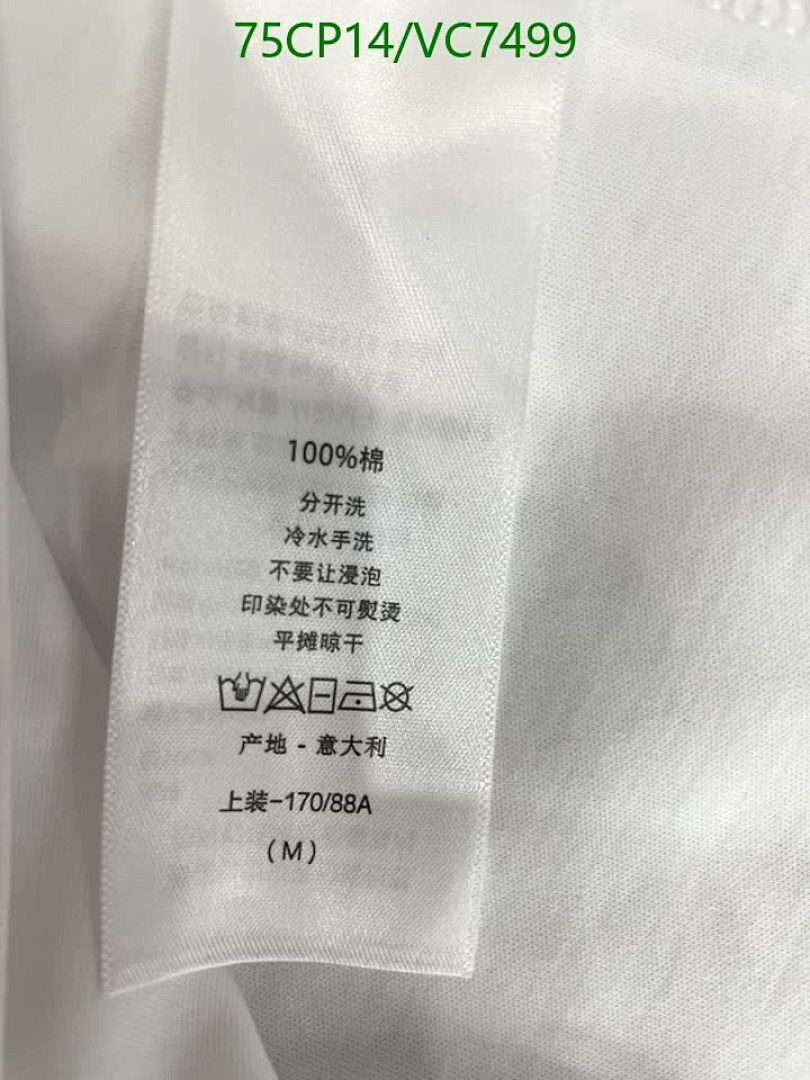 75CP14/VC7499
100%棉
分开洗
冷水手洗
不要让浸泡
印染处不可熨烫
平摊晾干
产地 - 意大利
上装-170/88A
(M)